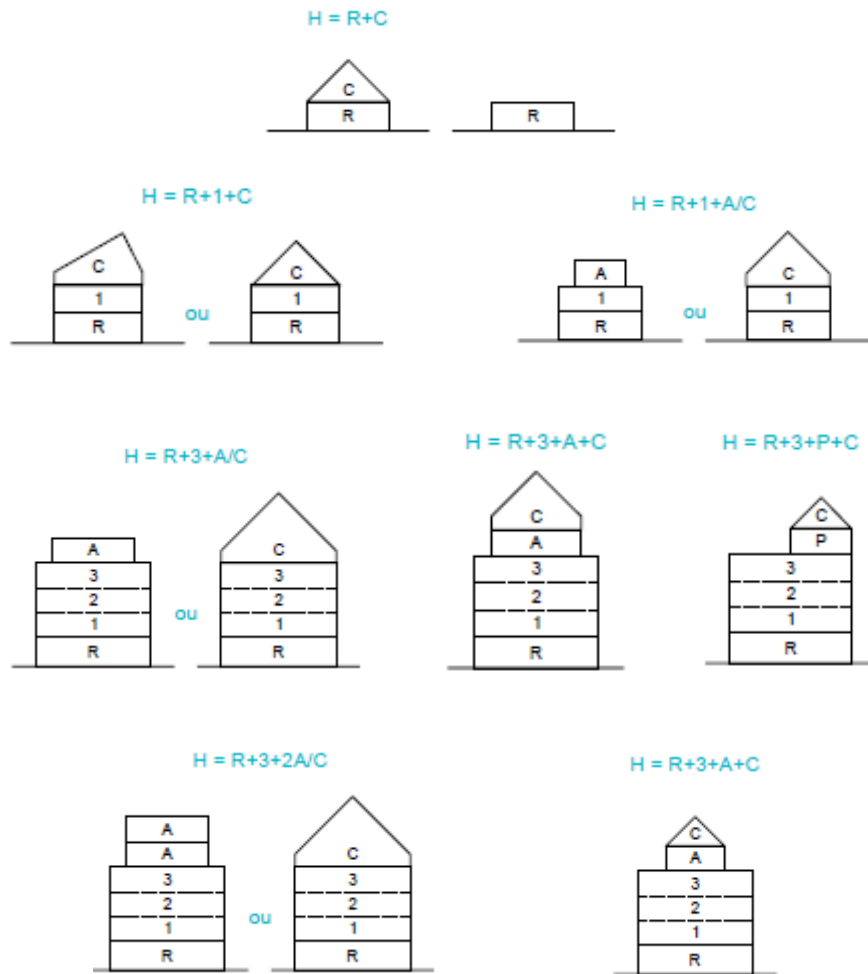 H = R+C
C
R
R
H = R+1+C
H = R+1+A/C
C
1
R
ou
C
1
R
A
1
R
ou
C
1
R
H = R+3+A/C
H = R+3+A+C
H = R+3+P+C
A
3
2
1
R
ou
C
3
2
1
R
C
A
3
2
1
R
C
P
3
2
1
R
H = R+3+2A/C
H = R+3+A+C
A
A
3
2
1
R
ou
C
3
2
1
R
C
A
3
2
1
R